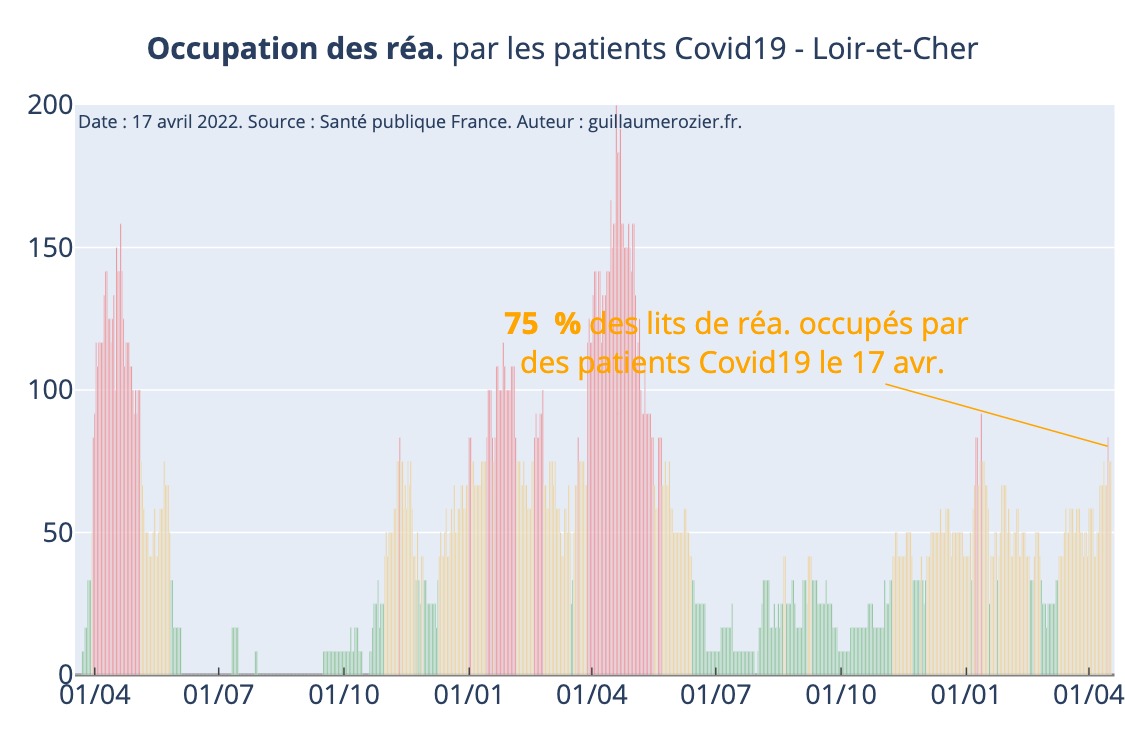 Occupation des réa. par les patients Covid19 - Loir-et-Cher
200
Date : 17 avril 2022. Source : Santé publique France. Auteur : guillaumerozier.fr.
150
75 % des lits de réa. occupés par
des patients Covid19 le 17 avr.
100
50
0
01/04 01/07 01/10 01/01 01/04 01/07 01/10 01/01 01/04